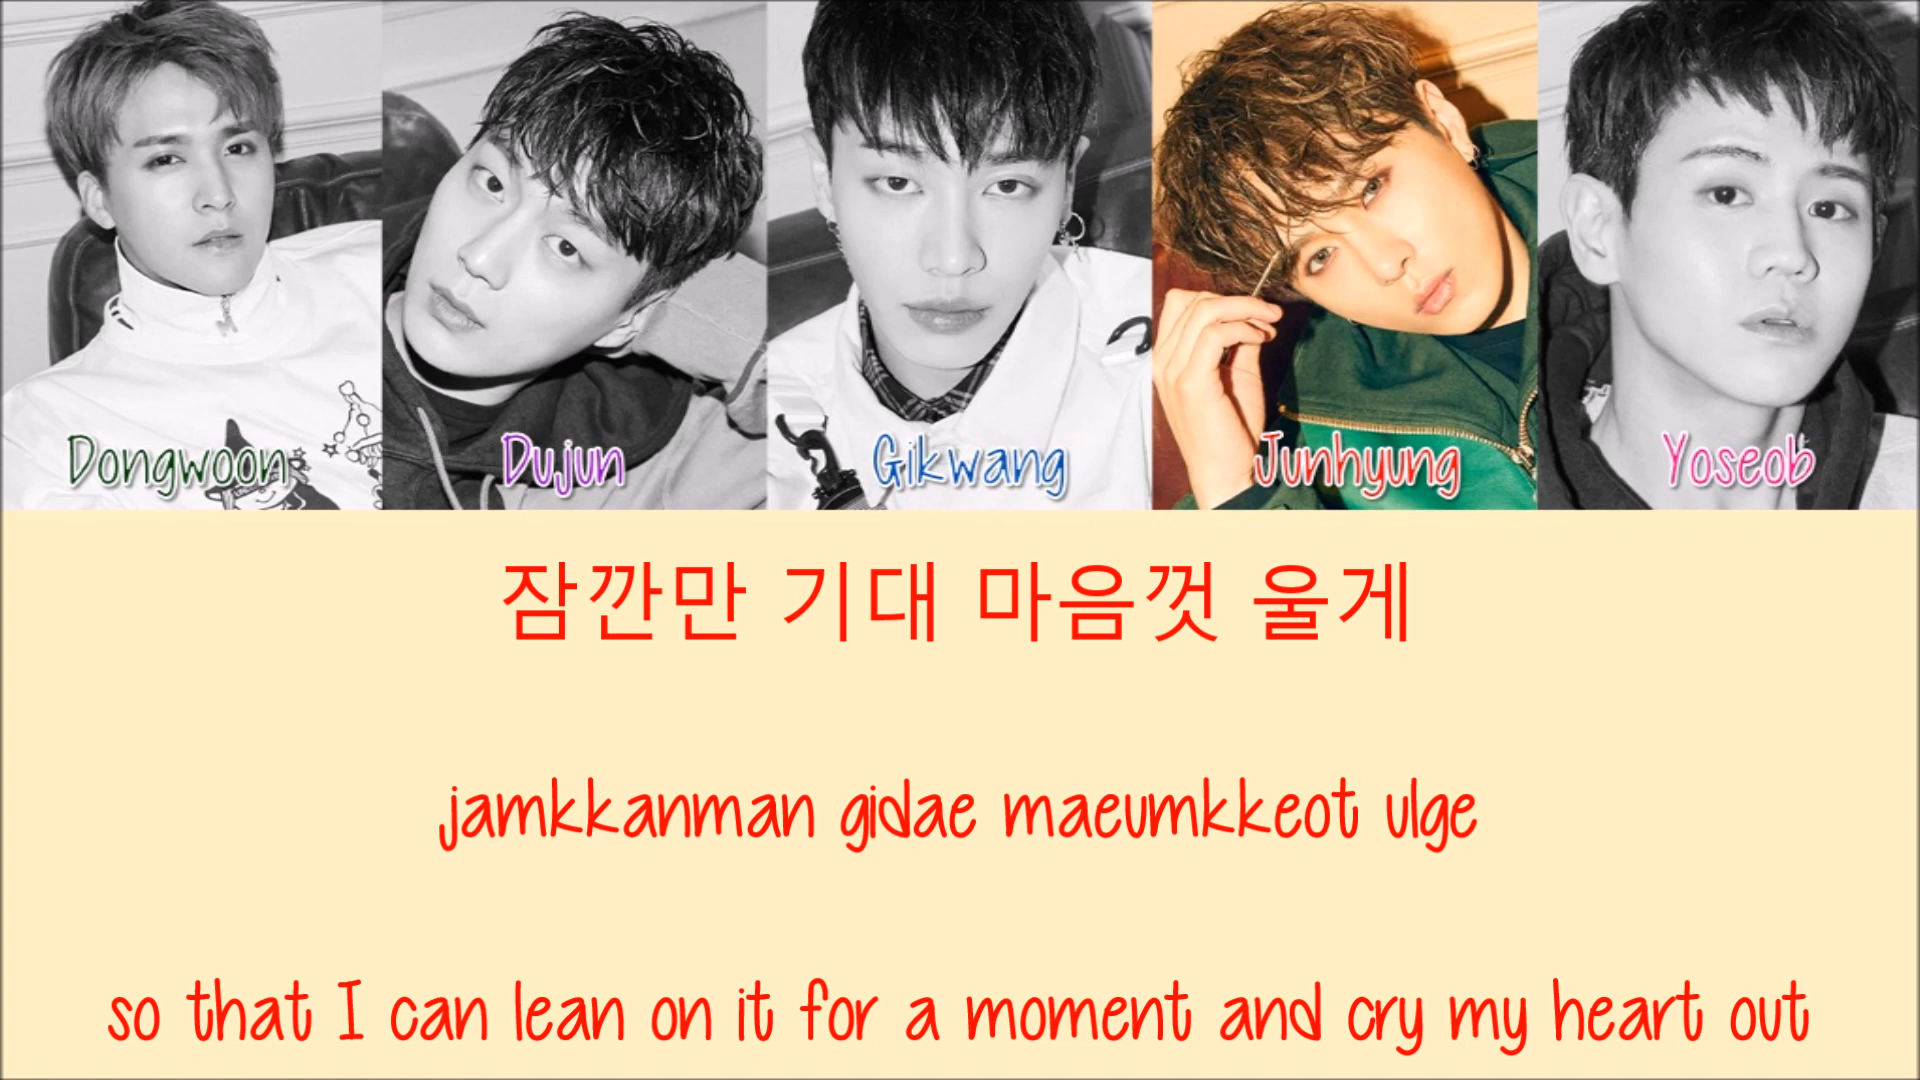 Dongwoon Dujun Gikwang Junhyung Yoseob
잠깐만 기대 마음껏 울게
jamkkanman gidae maeumkkeot ulge
so that I can lean on it for a moment and cry my heart out